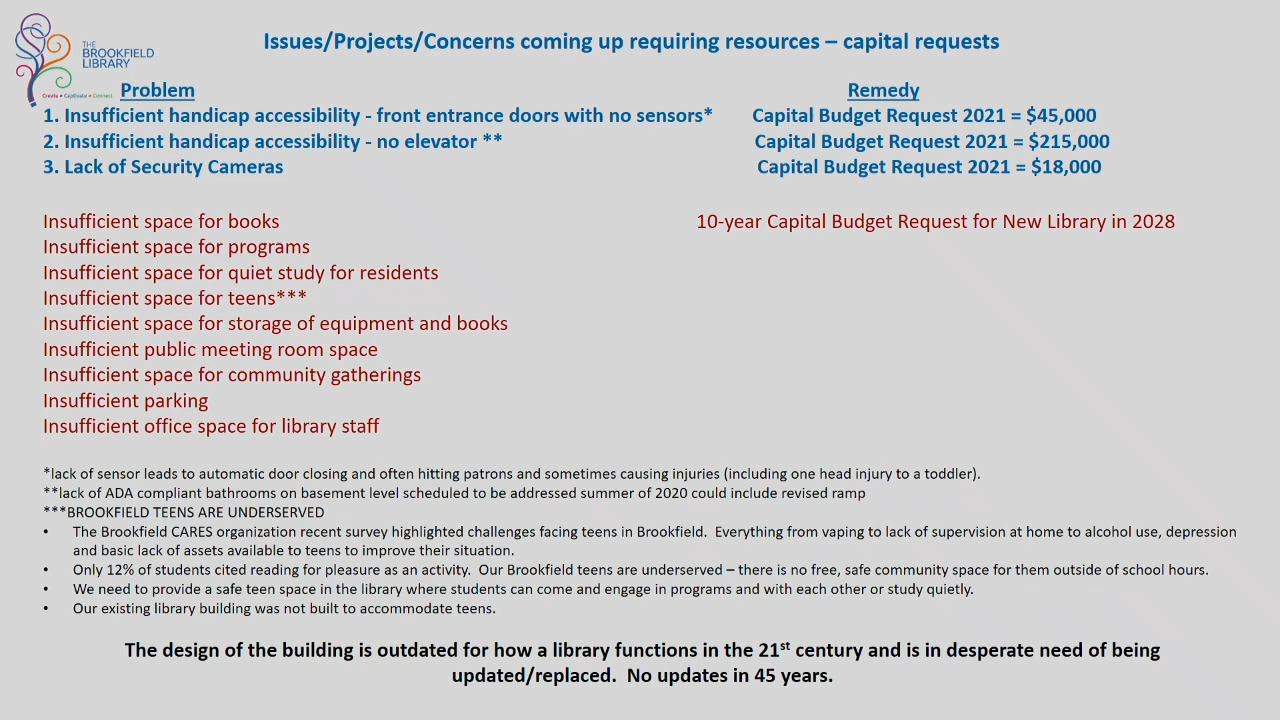 THE
BROOKFIELD
LIBRARY
Create • Captivate • Connect
Issues/Projects/Concerns coming up requiring resources – capital requests
Problem Remedy
1. Insufficient handicap accessibility - front entrance doors with no sensors* Capital Budget Request 2021 = $45,000
2. Insufficient handicap accessibility - no elevator ** Capital Budget Request 2021 = $215,000
3. Lack of Security Cameras Capital Budget Request 2021 = $18,000
Insufficient space for books 10-year Capital Budget Request for New Library in 2028
Insufficient space for programs
Insufficient space for quiet study for residents
Insufficient space for teens***
Insufficient space for storage of equipment and books
Insufficient public meeting room space
Insufficient space for community gatherings
Insufficient parking
Insufficient office space for library staff
*lack of sensor leads to automatic door closing and often hitting patrons and sometimes causing injuries (including one head injury to a toddler).
**lack of ADA compliant bathrooms on basement level scheduled to be addressed summer of 2020 could include revised ramp
***BROOKFIELD TEENS ARE UNDERSERVED
• The Brookfield CARES organization recent survey highlighted challenges facing teens in Brookfield. Everything from vaping to lack of supervision at home to alcohol use, depression
and basic lack of assets available to teens to improve their situation.
• Only 12% of students cited reading for pleasure as an activity. Our Brookfield teens are underserved – there is no free, safe community space for them outside of school hours.
• We need to provide a safe teen space in the library where students can come and engage in programs and with each other or study quietly.
• Our existing library building was not built to accommodate teens.
The design of the building is outdated for how a library functions in the 21st century and is in desperate need of being
updated/replaced. No updates in 45 years.